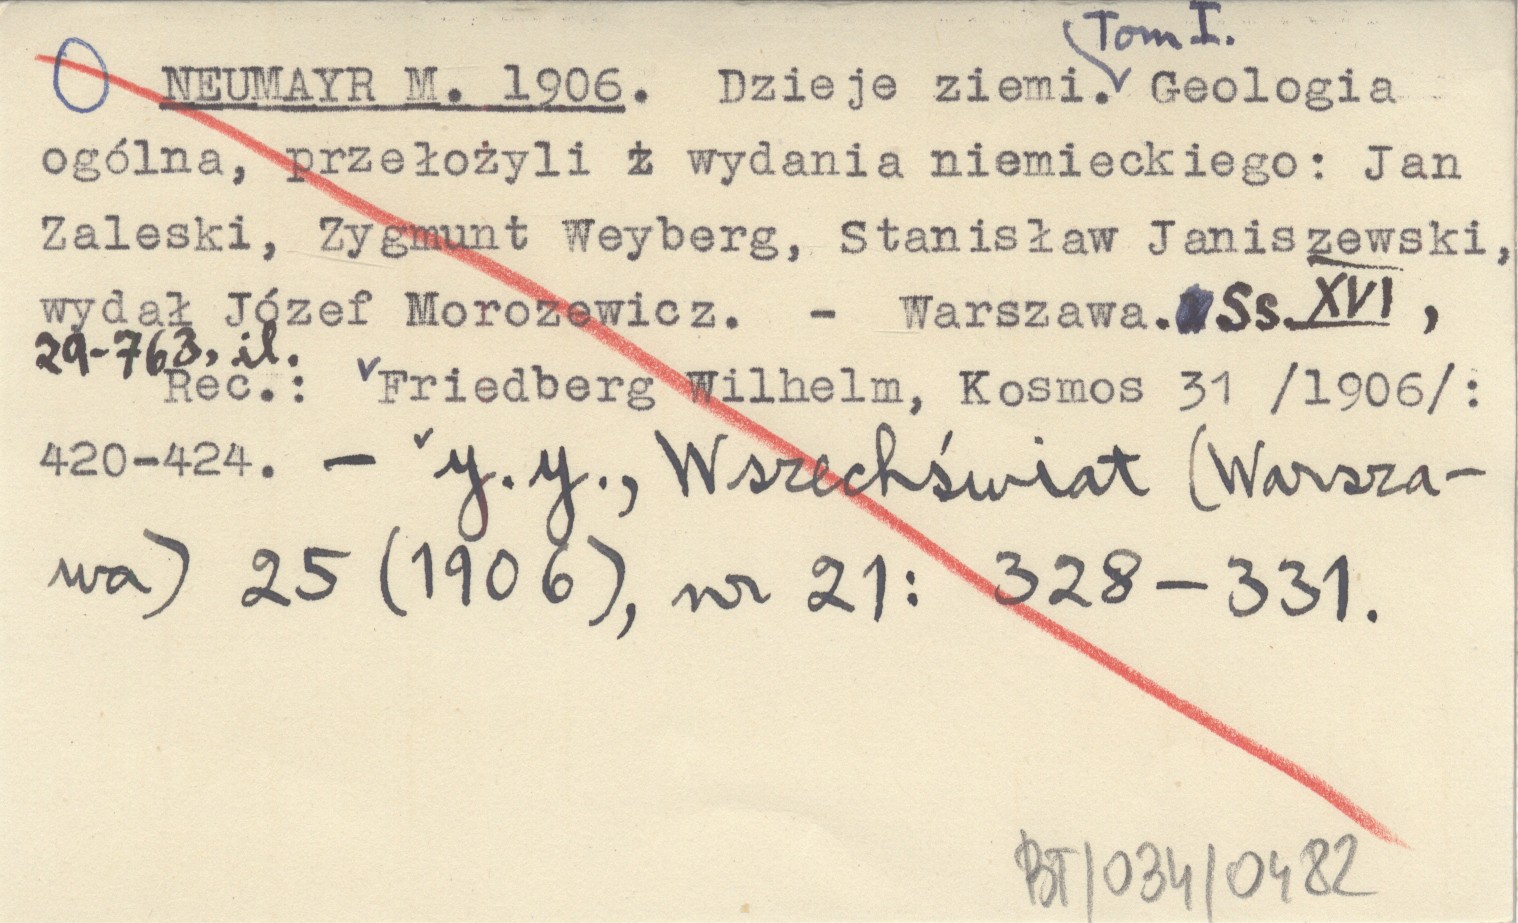 Tom I.
NEUMAYR M. 1906. Dzieje ziemi. Geologia
ogólna, przełożyli z wydania niemieckiego: Jan
Zaleski, Zygmunt Weyberg, Stanisław Janiszewski,
wydał Józef Morozewicz. - Warszawa. Ss. XVI,
29-763, il.
Rec.: Friedberg Wilhelm, Kosmos 31 /1906/:
420-424. – y.y., Wszechświat (Warsza-
wa) 25 (1906), nr 21: 328-331.
BT/034/0482